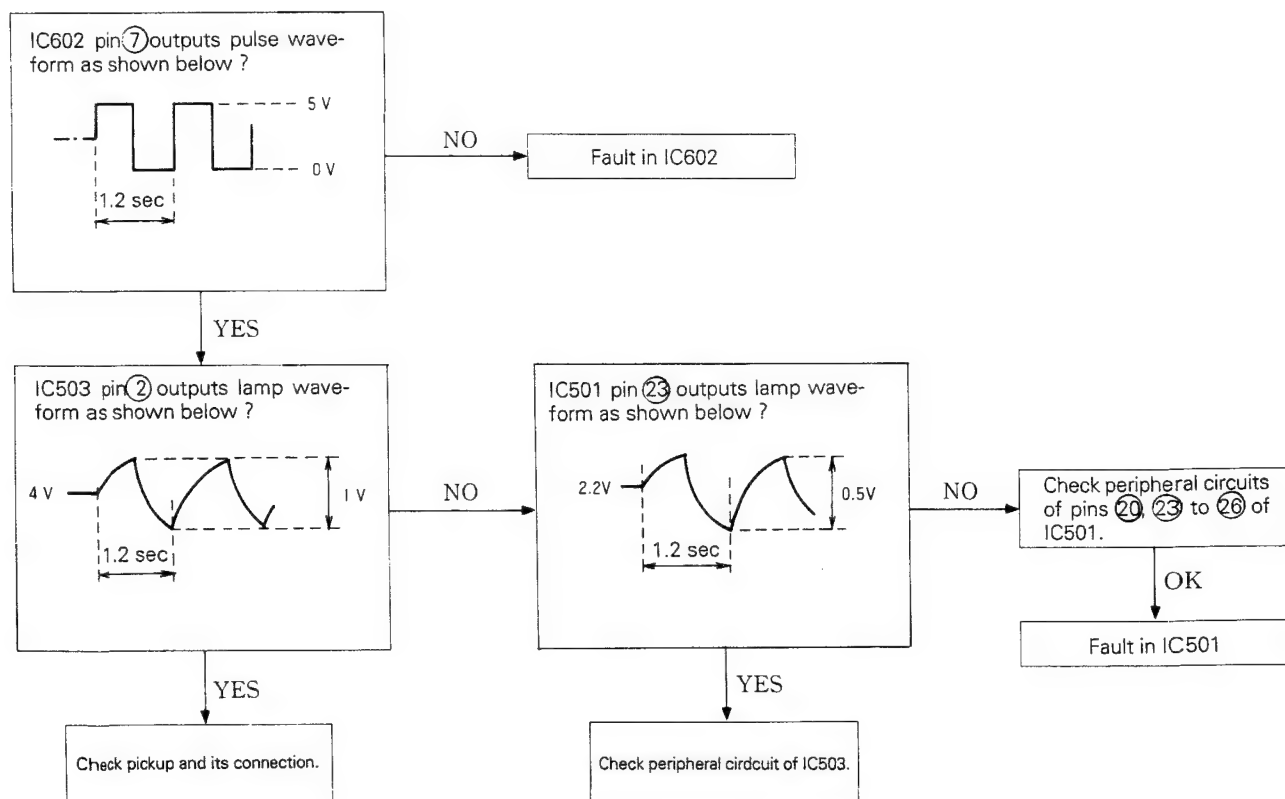 IC602 pin ⑦ outputs pulse wave-
form as shown below ?
5 V
0 V
1.2 sec
NO
Fault in IC602
YES
IC503 pin ② outputs lamp wave-
form as shown below ?
4 V
1 V
1.2 sec
NO
IC501 pin ㉓ outputs lamp wave-
form as shown below ?
2.2V
0.5V
1.2 sec
NO
Check peripheral circuits
of pins ⑳, ㉓ to ㉖ of
IC501.
OK
Fault in IC501
YES
Check pickup and its connection.
YES
Check peripheral cirdcuit of IC503.